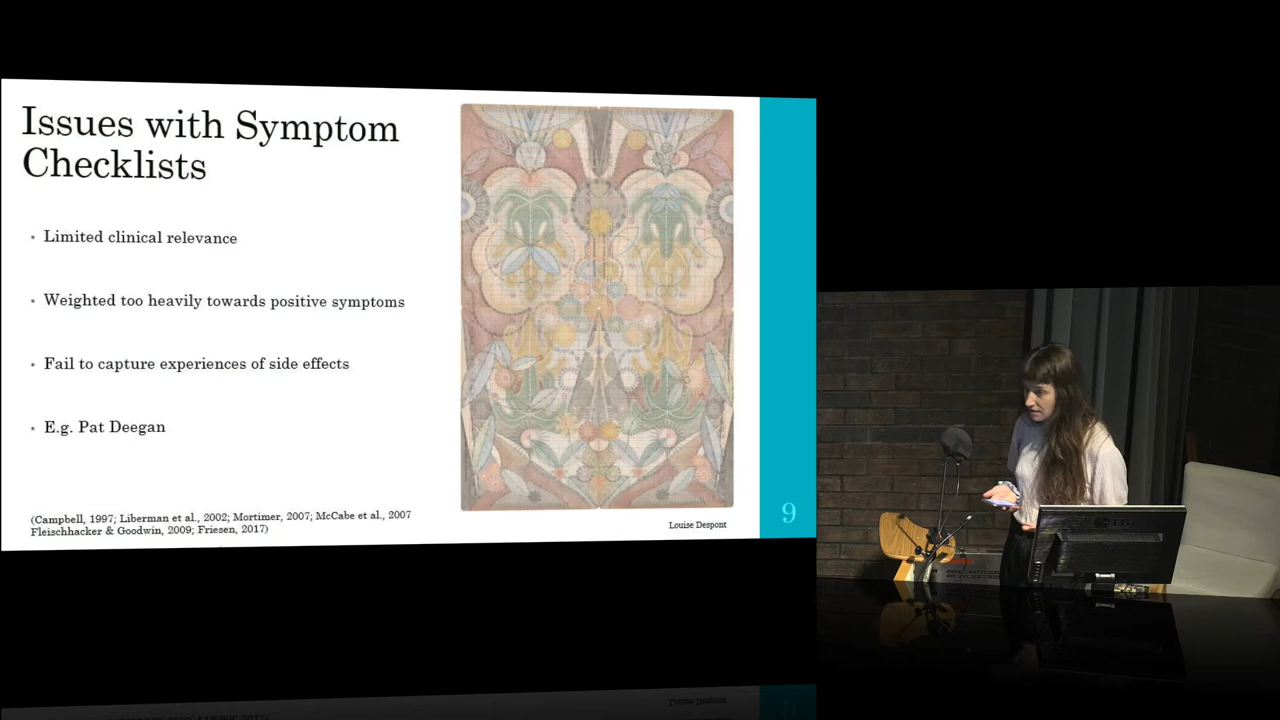 Issues with Symptom
Checklists
Limited clinical relevance
Weighted too heavily towards positive symptoms
Fail to capture experiences of side effects
E.g. Pat Deegan
(Campbell, 1997; Liberman et al., 2002; Mortimer, 2007; McCabe et al., 2007
Fleischhacker & Goodwin, 2009; Friesen, 2017)
Louise Despont
9
LG